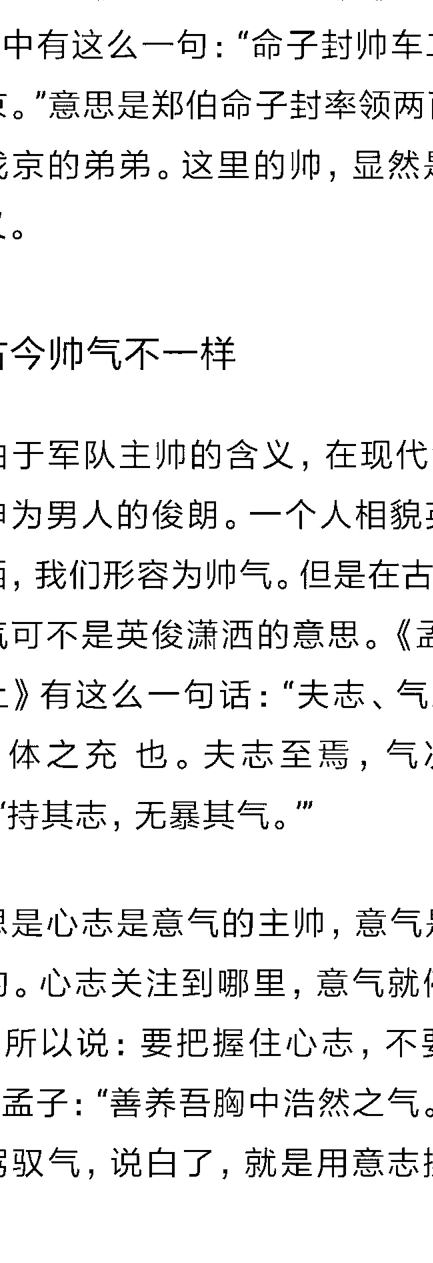 中有这么一句：“命子封帅车
。”意思是郑伯命子封率领两
京的弟弟。这里的帅，显然
。
古今帅气不一样
由于军队主帅的含义，在现代
申为男人的俊朗。一个人相貌英
洒，我们形容为帅气。但是在古
气可不是英俊潇洒的意思。《孟
上》有这么一句话：“夫志、气
体之充 也。夫志至焉，气次
“持其志，无暴其气。’”
思是心志是意气的主帅，意气是
的。心志关注到哪里，意气就停
所以说：要把握住心志，不要
孟子：“善养吾胸中浩然之气。
驾驭气，说白了，就是用意志控